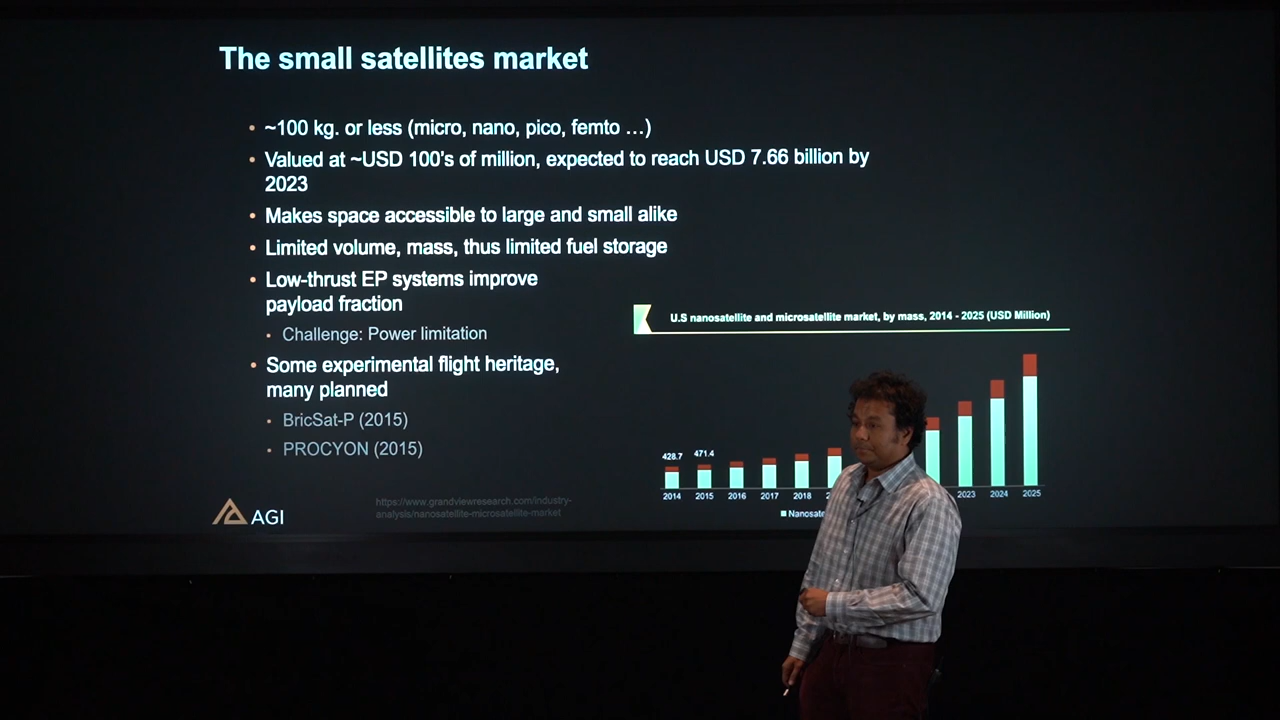 The small satellites market
~100 kg. or less (micro, nano, pico, femto …)
Valued at ~USD 100's of million, expected to reach USD 7.66 billion by
2023
Makes space accessible to large and small alike
Limited volume, mass, thus limited fuel storage
Low-thrust EP systems improve
payload fraction
Challenge: Power limitation
Some experimental flight heritage,
many planned
BricSat-P (2015)
PROCYON (2015)
U.S nanosatellite and microsatellite market, by mass, 2014 - 2025 (USD Million)
428.7 471.4
2014 2015 2016 2017 2018 2023 2024 2025
https://www.grandviewresearch.com/industry-
analysis/nanosatellite-microsatellite-market
AGI